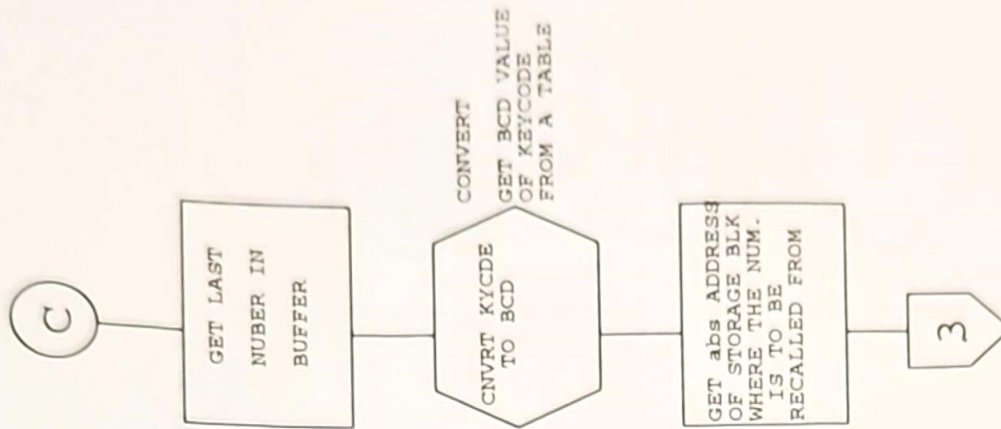 C
GET LAST
NUBER IN
BUFFER
CNVRT KYCDE
TO BCD
CONVERT
GET BCD VALUE
OF KEYCODE
FROM A TABLE
GET abs ADDRESS
OF STORAGE BLK
WHERE THE NUM.
IS TO BE
RECALLED FROM
3